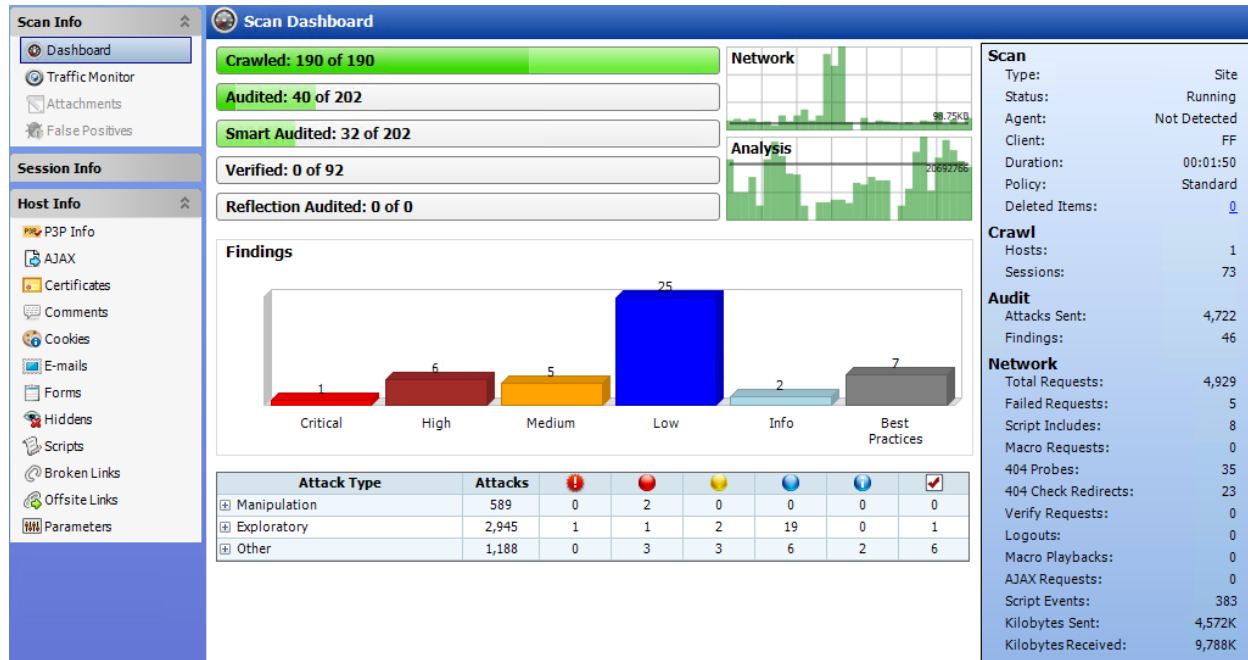 Scan Info
Dashboard
Traffic Monitor
Attachments
False Positives
Session Info
Host Info
P3P Info
AJAX
Certificates
Comments
Cookies
E-mails
Forms
Hiddens
Scripts
Broken Links
Offsite Links
Parameters
Scan Dashboard
Crawled: 190 of 190
Audited: 40 of 202
Smart Audited: 32 of 202
Verified: 0 of 92
Reflection Audited: 0 of 0
Network
98.75KB
Analysis
20692766
Findings
1 6 5 25 2 7
Critical High Medium Low Info Best
Practices
Attack Type Attacks
Manipulation 589 0 2 0 0 0 0
Exploratory 2,945 1 1 2 19 0 1
Other 1,188 0 3 3 6 2 6
Scan
Type: Site
Status: Running
Agent: Not Detected
Client: FF
Duration: 00:01:50
Policy: Standard
Deleted Items: 0
Crawl
Hosts: 1
Sessions: 73
Audit
Attacks Sent: 4,722
Findings: 46
Network
Total Requests: 4,929
Failed Requests: 5
Script Includes: 8
Macro Requests: 0
404 Probes: 35
404 Check Redirects: 23
Verify Requests: 0
Logouts: 0
Macro Playbacks: 0
AJAX Requests: 0
Script Events: 383
Kilobytes Sent: 4,572K
Kilobytes Received: 9,788K